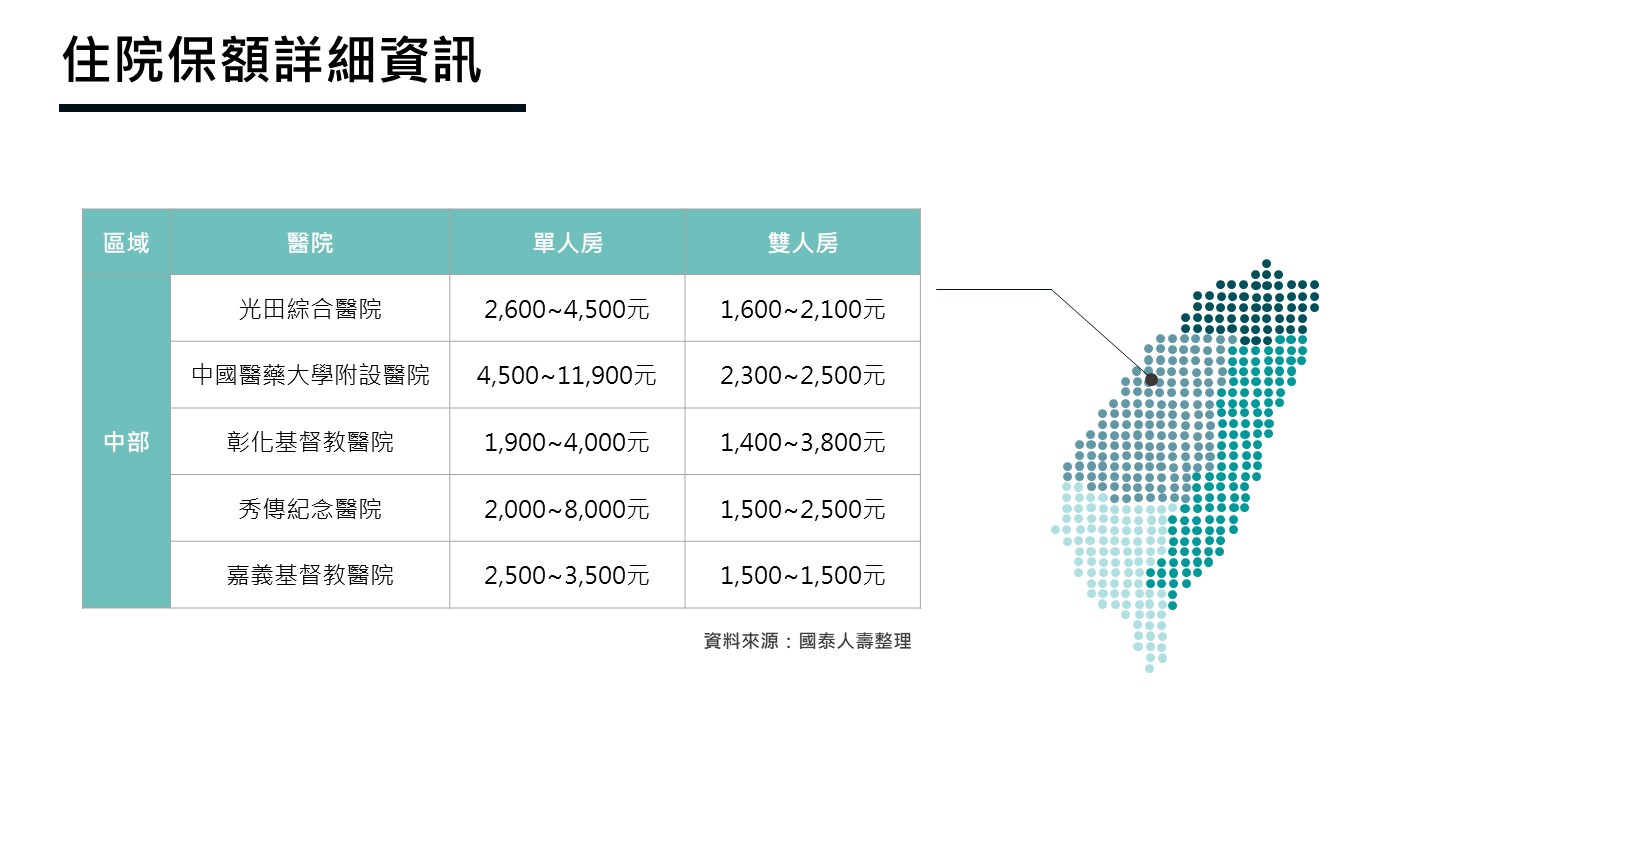 住院保額詳細資訊
區域 醫院 單人房 雙人房
光田綜合醫院 2,600~4,500元 1,600~2,100元
中國醫藥大學附設醫院 4,500~11,900元 2,300~2,500元
中部 彰化基督教醫院 1,900~4,000元 1,400~3,800元
秀傳紀念醫院 2,000~8,000元 1,500~2,500元
嘉義基督教醫院 2,500~3,500元 1,500~1,500元
資料來源：國泰人壽整理